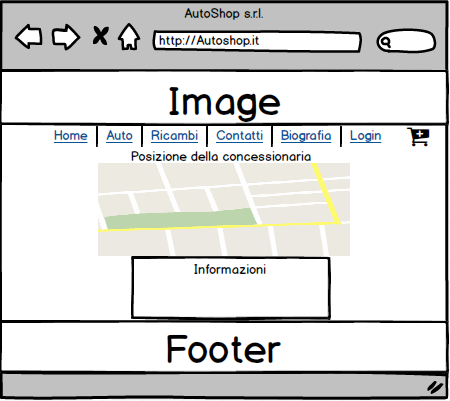 AutoShop s.r.l.
http://Autoshop.it
Image
Home Auto Ricambi Contatti Biografia Login
Posizione della concessionaria
Informazioni
Footer